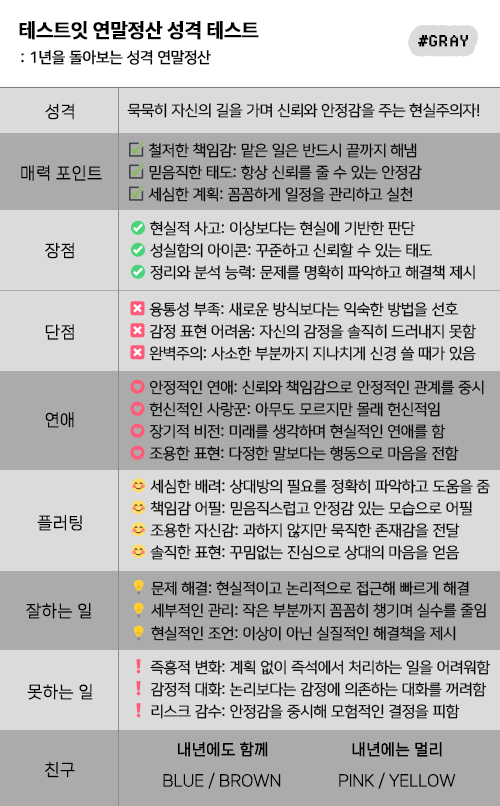 테스트잇 연말정산 성격 테스트
: 1년을 돌아보는 성격 연말정산
#GRAY
성격
묵묵히 자신의 길을 가며 신뢰와 안정감을 주는 현실주의자!
매력 포인트
철저한 책임감: 맡은 일은 반드시 끝까지 해냄
믿음직한 태도: 항상 신뢰를 줄 수 있는 안정감
세심한 계획: 꼼꼼하게 일정을 관리하고 실천
장점
현실적 사고: 이상보다는 현실에 기반한 판단
성실함의 아이콘: 꾸준하고 신뢰할 수 있는 태도
정리와 분석 능력: 문제를 명확히 파악하고 해결책 제시
단점
융통성 부족: 새로운 방식보다는 익숙한 방법을 선호
감정 표현 어려움: 자신의 감정을 솔직히 드러내지 못함
완벽주의: 사소한 부분까지 지나치게 신경 쓸 때가 있음
연애
안정적인 연애: 신뢰와 책임감으로 안정적인 관계를 중시
헌신적인 사랑꾼: 아무도 모르지만 몰래 헌신적임
장기적 비전: 미래를 생각하며 현실적인 연애를 함
조용한 표현: 다정한 말보다는 행동으로 마음을 전함
플러팅
세심한 배려: 상대방의 필요를 정확히 파악하고 도움을 줌
책임감 어필: 믿음직스럽고 안정감 있는 모습으로 어필
조용한 자신감: 과하지 않지만 묵직한 존재감을 전달
솔직한 표현: 꾸밈없는 진심으로 상대의 마음을 얻음
잘하는 일
문제 해결: 현실적이고 논리적으로 접근해 빠르게 해결
세부적인 관리: 작은 부분까지 꼼꼼히 챙기며 실수를 줄임
현실적인 조언: 이상이 아닌 실질적인 해결책을 제시
못하는 일
즉흥적 변화: 계획 없이 즉석에서 처리하는 일을 어려워함
감정적 대화: 논리보다는 감정에 의존하는 대화를 꺼려함
리스크 감수: 안정감을 중시해 모험적인 결정을 피함
친구
내년에도 함께
내년에는 멀리
BLUE / BROWN
PINK / YELLOW